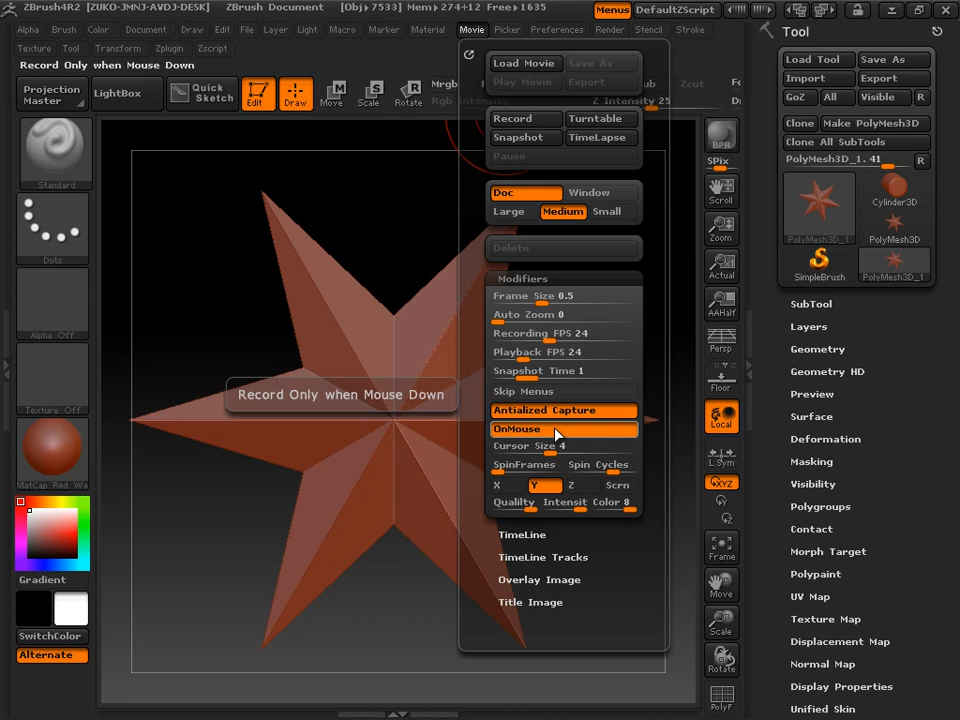 ZBrush4R2 [ZUKO-JMNJ-AVDJ-DESK] ZBrush Document [Obj▸7533] Mem▸274+12 Free▸1635 Menus DefaultZScript
Alpha Brush Color Document Draw Edit File Layer Light Macro Marker Material Movie Picker Preferences Render Stencil Stroke
Texture Tool Transform Zplugin Zscript
Record Only when Mouse Down
Projection Master
LightBox
Quick Sketch
Edit
Draw
Move
Scale
Rotate
Mrgb
Rgb
Zcut
Z Intensity 25
Standard
Dots
Alpha Off
Texture Off
MatCap Red Wa
Gradient
SwitchColor
Alternate
Record Only when Mouse Down
Load Movie Save As
Play Movie Export
Record Turntable
Snapshot TimeLapse
Pause
Doc Window
Large Medium Small
Delete
Modifiers
Frame Size 0.5
Auto Zoom 0
Recording FPS 24
Playback FPS 24
Snapshot Time 1
Skip Menus
Antialized Capture
OnMouse
Cursor Size 4
SpinFrames Spin Cycles
X Y Z Scrn
Quality Intensit Color 8
TimeLine
TimeLine Tracks
Overlay Image
Title Image
BPR
SPix
Scroll
Zoom
Actual
AAHalf
Persp
Floor
Local
L.Sym
XYZ
Y
Z
Frame
Move
Scale
Rotate
PolyF
Tool
Load Tool Save As
Import Export
GoZ All Visible R
Clone Make PolyMesh3D
Clone All SubTools
PolyMesh3D_1. 41 R
PolyMesh3D_1
Cylinder3D
PolyMesh3D
SimpleBrush
PolyMesh3D_1
SubTool
Layers
Geometry
Geometry HD
Preview
Surface
Deformation
Masking
Visibility
Polygroups
Contact
Morph Target
Polypaint
UV Map
Texture Map
Displacement Map
Normal Map
Display Properties
Unified Skin